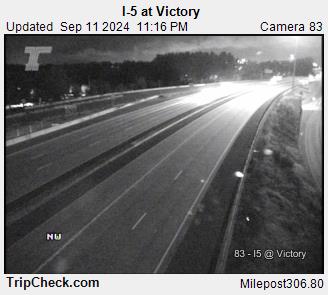 I-5 at Victory
Updated Sep 11 2024 11:16 PM Camera 83
T
NW
83 - I5 @ Victory
TripCheck.com Milepost306.80